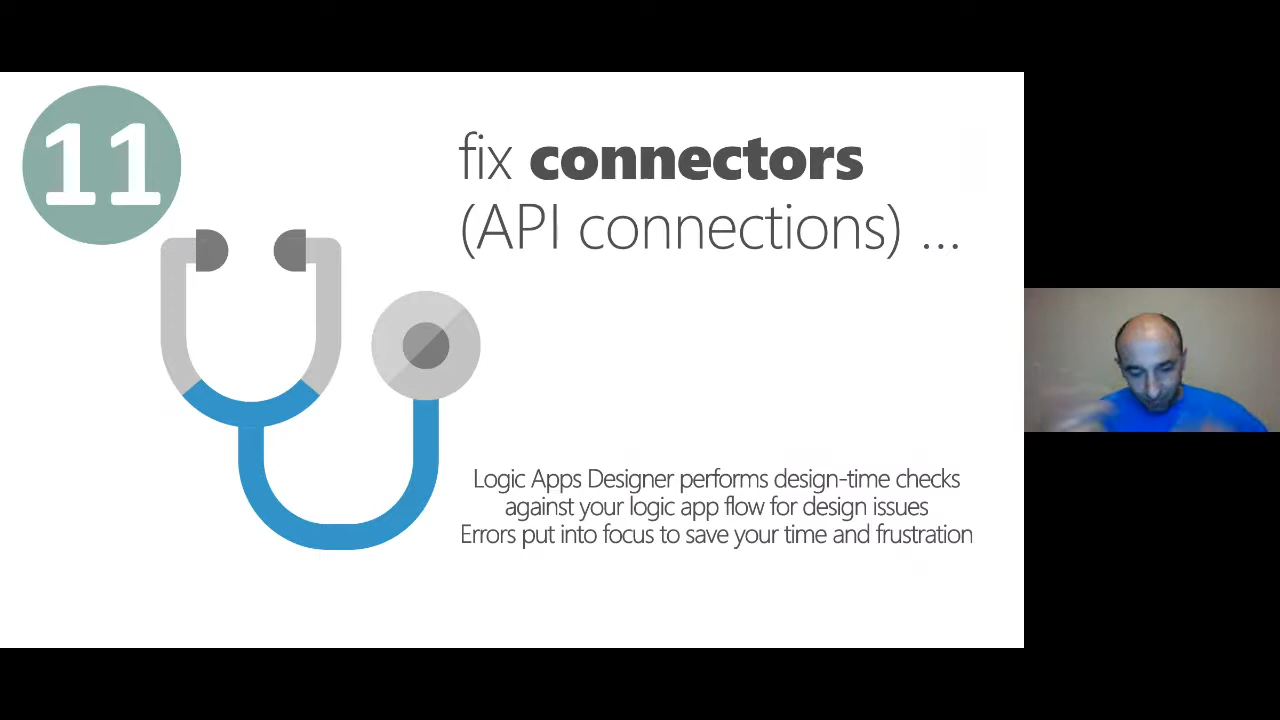 11
fix connectors
(API connections) ...
Logic Apps Designer performs design-time checks
against your logic app flow for design issues
Errors put into focus to save your time and frustration